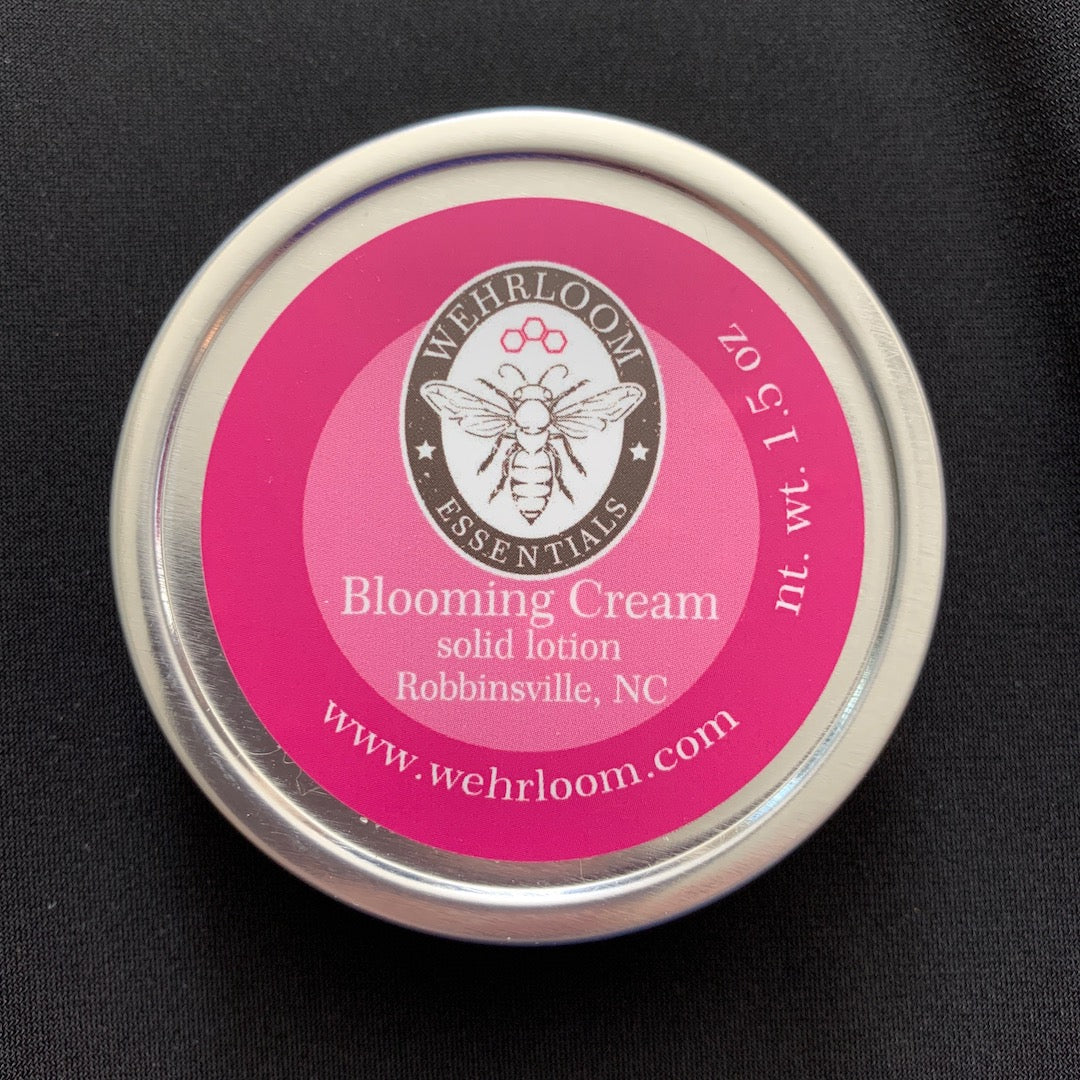 WEHRLOOM
ESSENTIALS
Blooming Cream
solid lotion
Robbinsville, NC
www.wehrloom.com
nt. wt. 1.5 oz